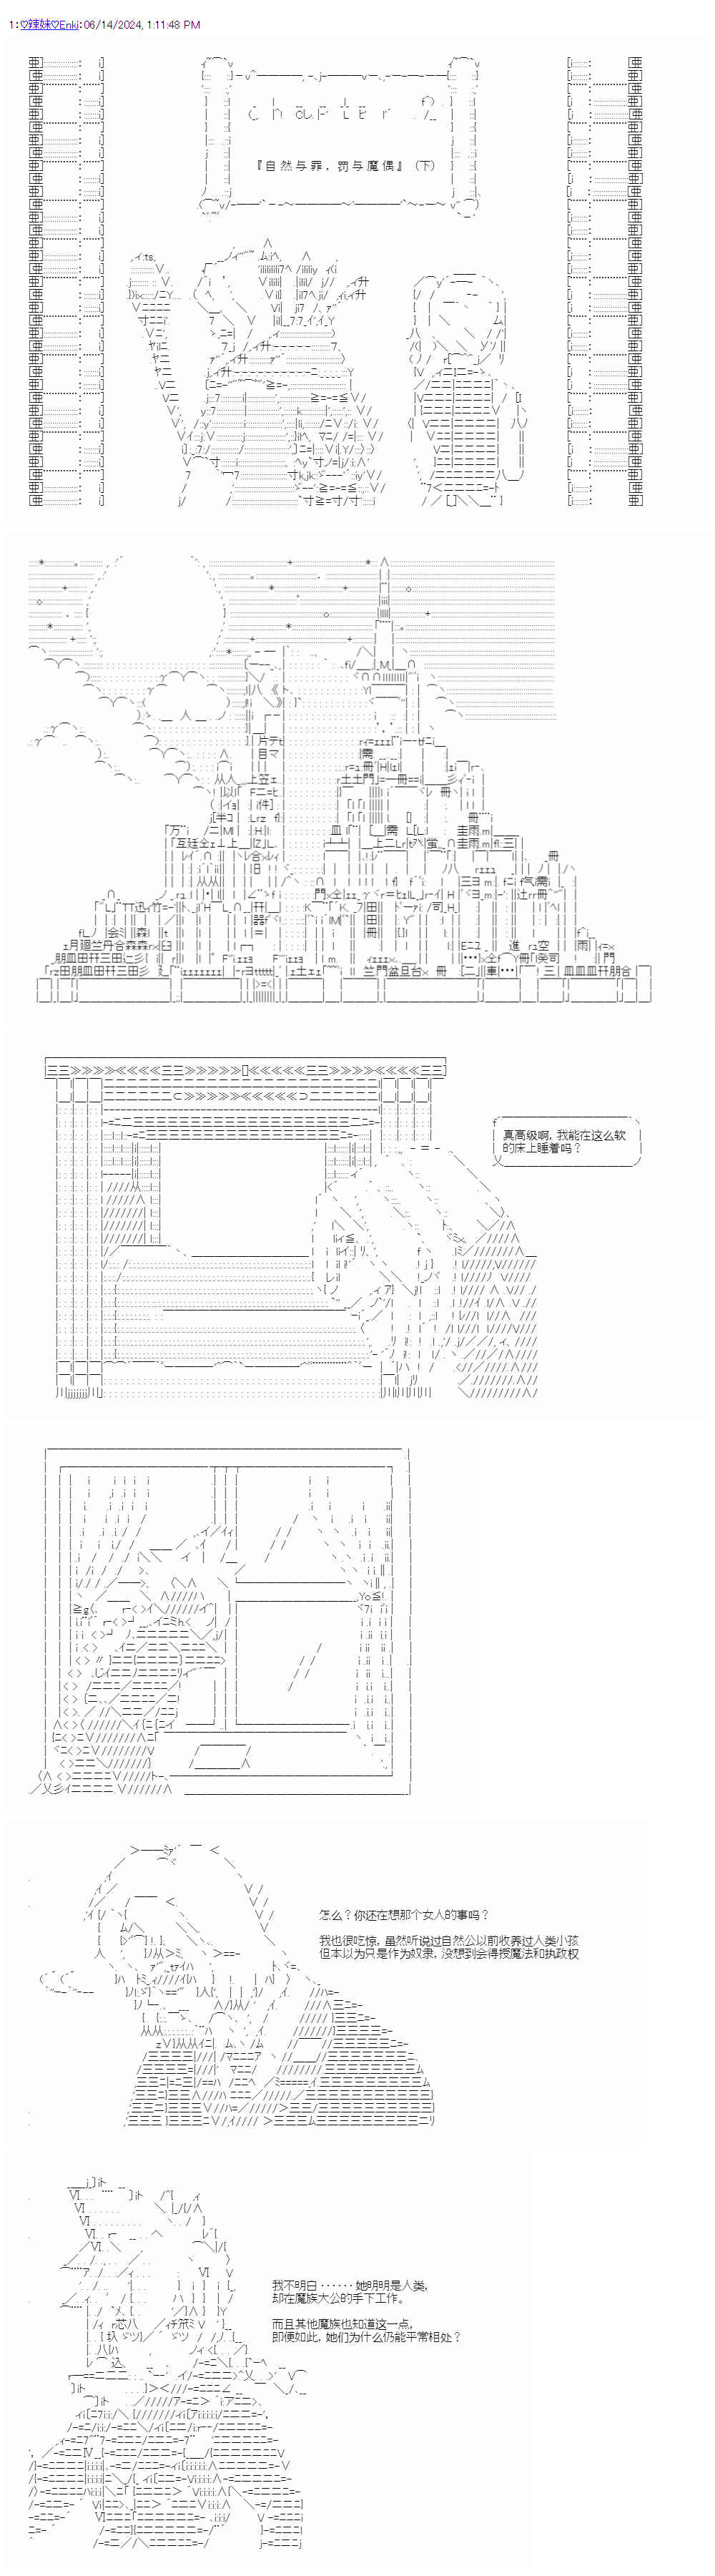 1:♡辣妹♡Enki:06/14/2024, 1:11:48 PM
『自然与罪，罚与魔偶』（下）
真高级啊，我能在这么软
的床上睡着吗？
怎么？你还在想那个女人的事吗？
我也很吃惊，虽然听说过自然公以前收养过人类小孩
但本以为只是作为奴隶，没想到会得授魔法和执政权
我不明白······她明明是人类，
却在魔族大公的手下工作。
而且其他魔族也知道这一点，
即便如此，她们为什么仍能平常相处？